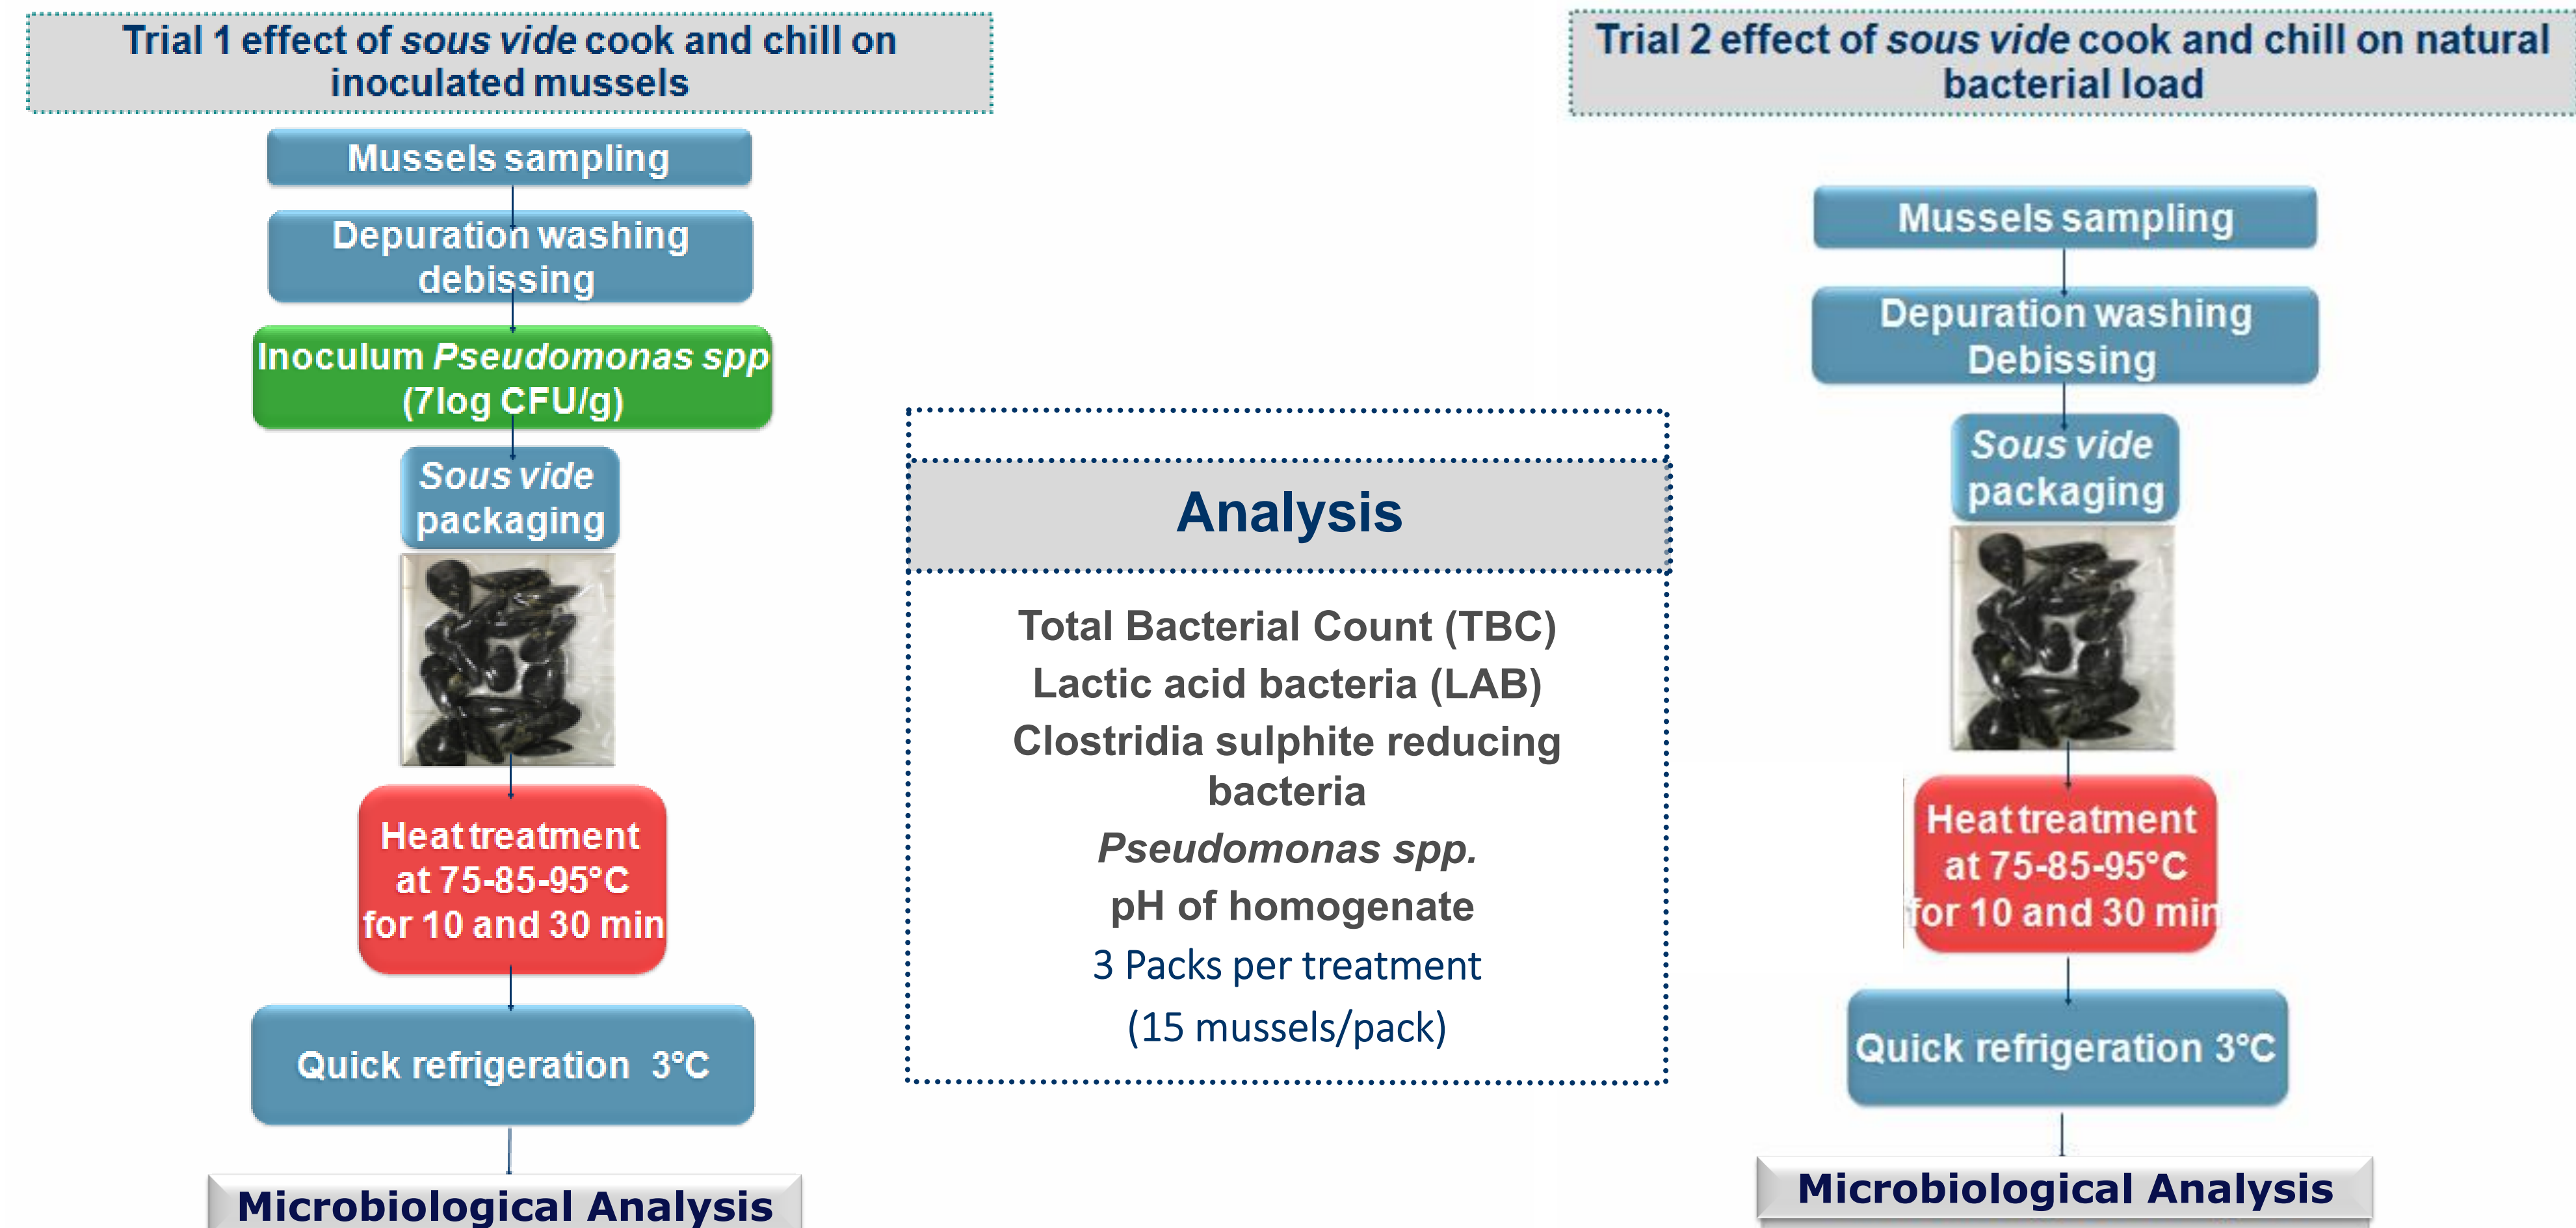 Trial 1 effect of sous vide cook and chill on
inoculated mussels
Mussels sampling
Depuration washing
debissing
Inoculum Pseudomonas spp
(7log CFU/g)
Sous vide
packaging
Heat treatment
at 75-85-95°C
for 10 and 30 min
Quick refrigeration 3°C
Microbiological Analysis
Analysis
Total Bacterial Count (TBC)
Lactic acid bacteria (LAB)
Clostridia sulphite reducing
bacteria
Pseudomonas spp.
pH of homogenate
3 Packs per treatment
(15 mussels/pack)
Trial 2 effect of sous vide cook and chill on natural
bacterial load
Mussels sampling
Depuration washing
Debissing
Sous vide
packaging
Heat treatment
at 75-85-95°C
for 10 and 30 min
Quick refrigeration 3°C
Microbiological Analysis